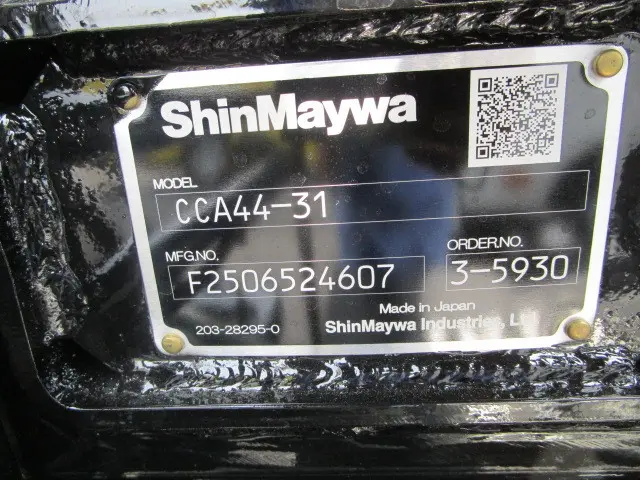 ShinMaywa
MODEL
CCA44-31
MFG.NO. ORDER.NO.
F2506524607 3-5930
Made in Japan
203-28295-0 ShinMaywa Industries, Ltd.